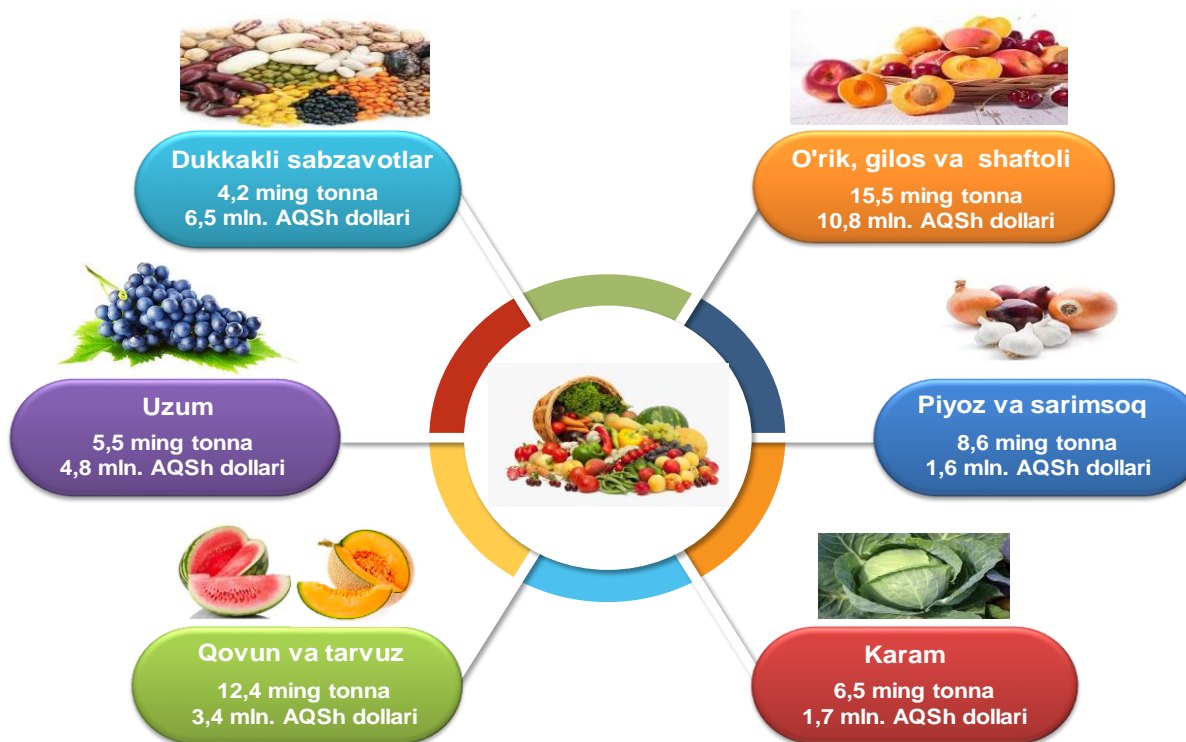 Dukkakli sabzavotlar
4,2 ming tonna
6,5 mln. AQSh dollari
O'rik, gilos va shaftoli
15,5 ming tonna
10,8 mln. AQSh dollari
Uzum
5,5 ming tonna
4,8 mln. AQSh dollari
Piyoz va sarimsoq
8,6 ming tonna
1,6 mln. AQSh dollari
Qovun va tarvuz
12,4 ming tonna
3,4 mln. AQSh dollari
Karam
6,5 ming tonna
1,7 mln. AQSh dollari